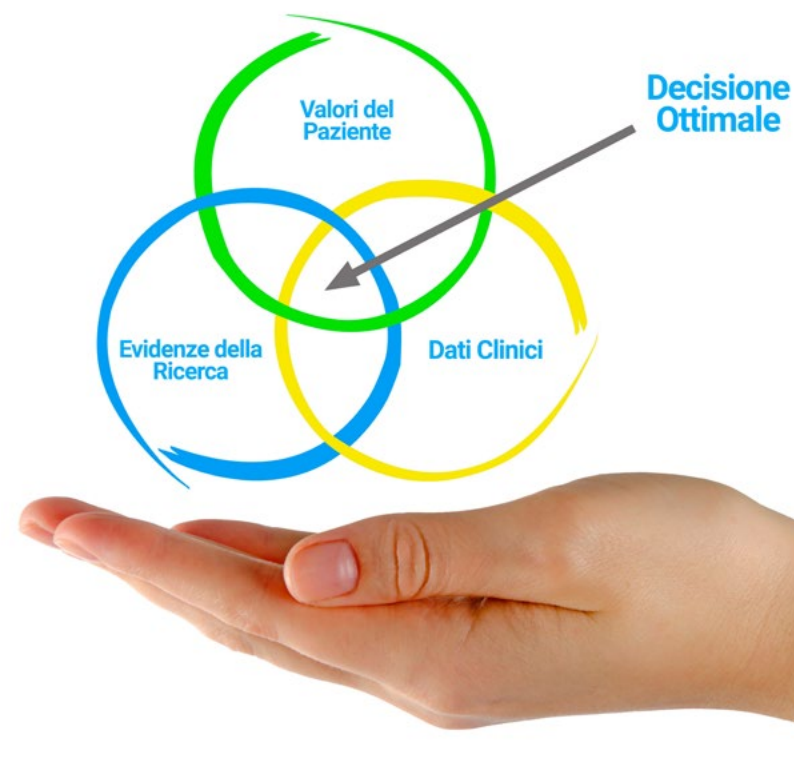 Valori del
Paziente
Decisione
Ottimale
Evidenze della
Ricerca
Dati Clinici